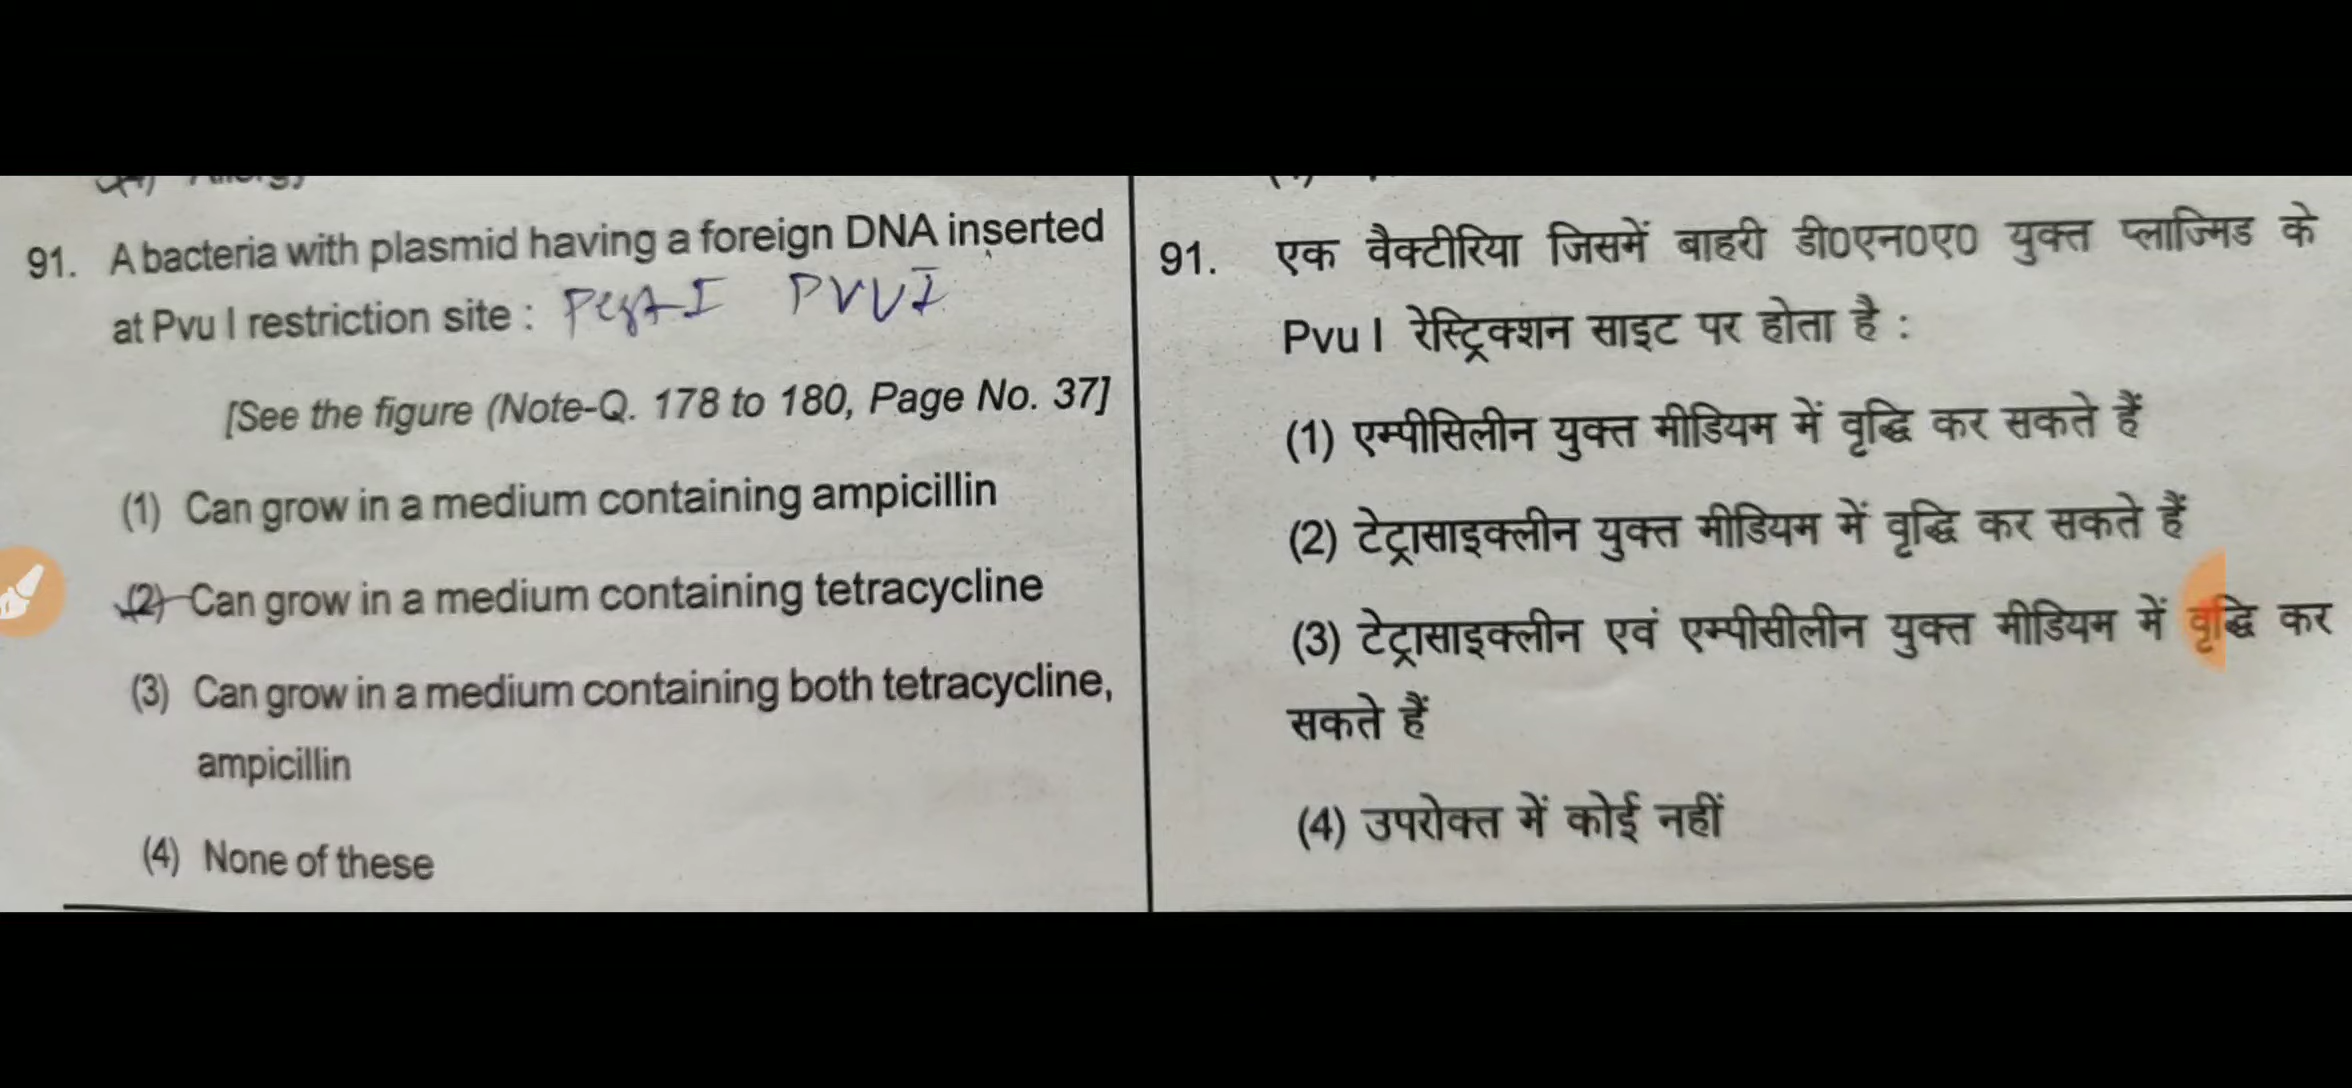 91. A bacteria with plasmid having a foreign DNA inserted
at Pvu I restriction site : PestI PVUI
[See the figure (Note-Q. 178 to 180, Page No. 37]
(1) Can grow in a medium containing ampicillin
(2) Can grow in a medium containing tetracycline
(3) Can grow in a medium containing both tetracycline,
ampicillin
(4) None of these
91. एक वैक्टीरिया जिसमें बाहरी डी०एन०ए० युक्त प्लाज्मिड के
Pvu I रेस्ट्रिक्शन साइट पर होता है :
(1) एम्पीसिलीन युक्त मीडियम में वृद्धि कर सकते हैं
(2) टेट्रासाइक्लीन युक्त मीडियम में वृद्धि कर सकते हैं
(3) टेट्रासाइक्लीन एवं एम्पीसीलीन युक्त मीडियम में वृद्धि कर
सकते हैं
(4) उपरोक्त में कोई नहीं